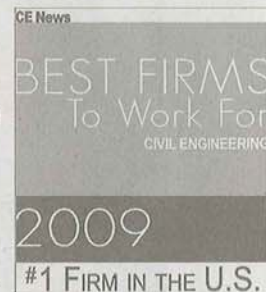 CE News
BEST FIRMS
To Work For
CIVIL ENGINEERING
2009
#1 FIRM IN THE U.S.